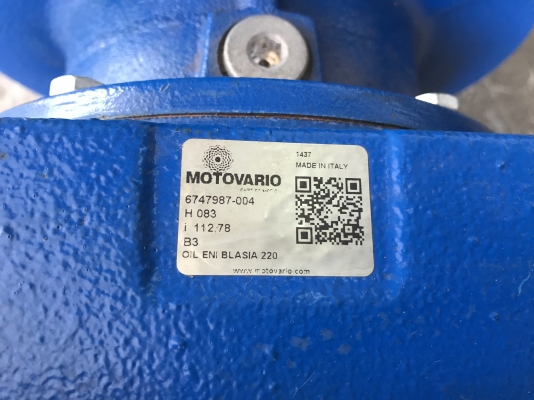 1437
MADE IN ITALY
MOTOVARIO
6747987-004
H 083
i 112,78
B3
OIL ENI BLASIA 220
www.motovario.com